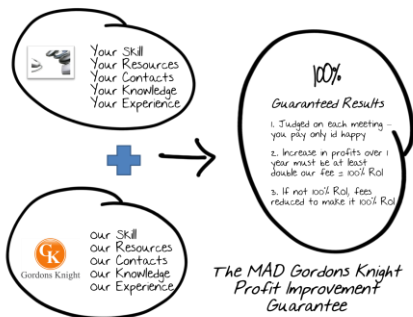 Your Skill
Your Resources
Your Contacts
Your Knowledge
Your Experience
GK
Gordons Knight
our Skill
our Resources
our Contacts
our Knowledge
our Experience
100%
Guaranteed Results
1. Judged on each meeting –
you pay only id happy
2. Increase in profits over 1
year must be at least
double our fee = 100% RoI
3. If not 100% RoI, fees
reduced to make it 100% RoI
The MAD Gordons Knight
Profit Improvement
Guarantee